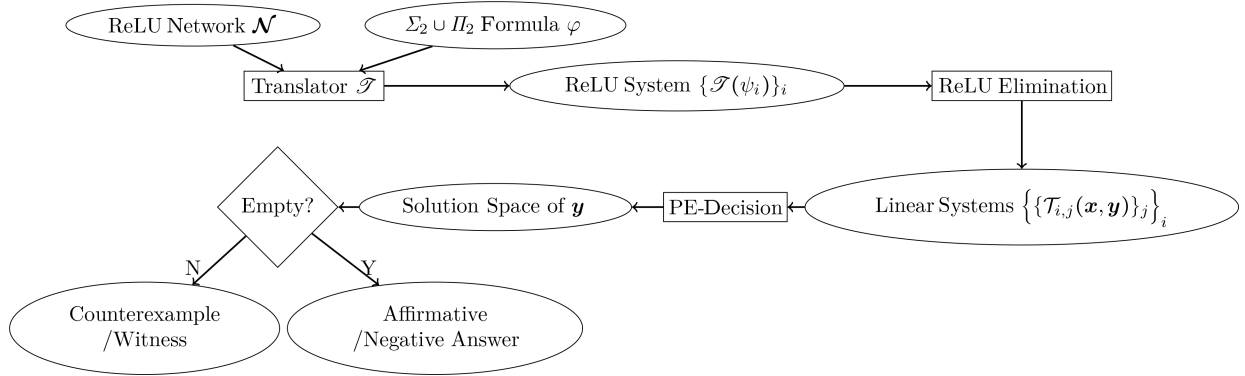 ReLU Network 𝓝
Σ₂ ∪ Π₂ Formula φ
Translator 𝒯
ReLU System {𝒯(ψᵢ)}ᵢ
ReLU Elimination
Empty?
Solution Space of 𝒚
PE-Decision
Linear Systems {{𝒯ᵢ,ⱼ(𝒙, 𝒚)}ⱼ}ᵢ
N
Y
Counterexample
/Witness
Affirmative
/Negative Answer